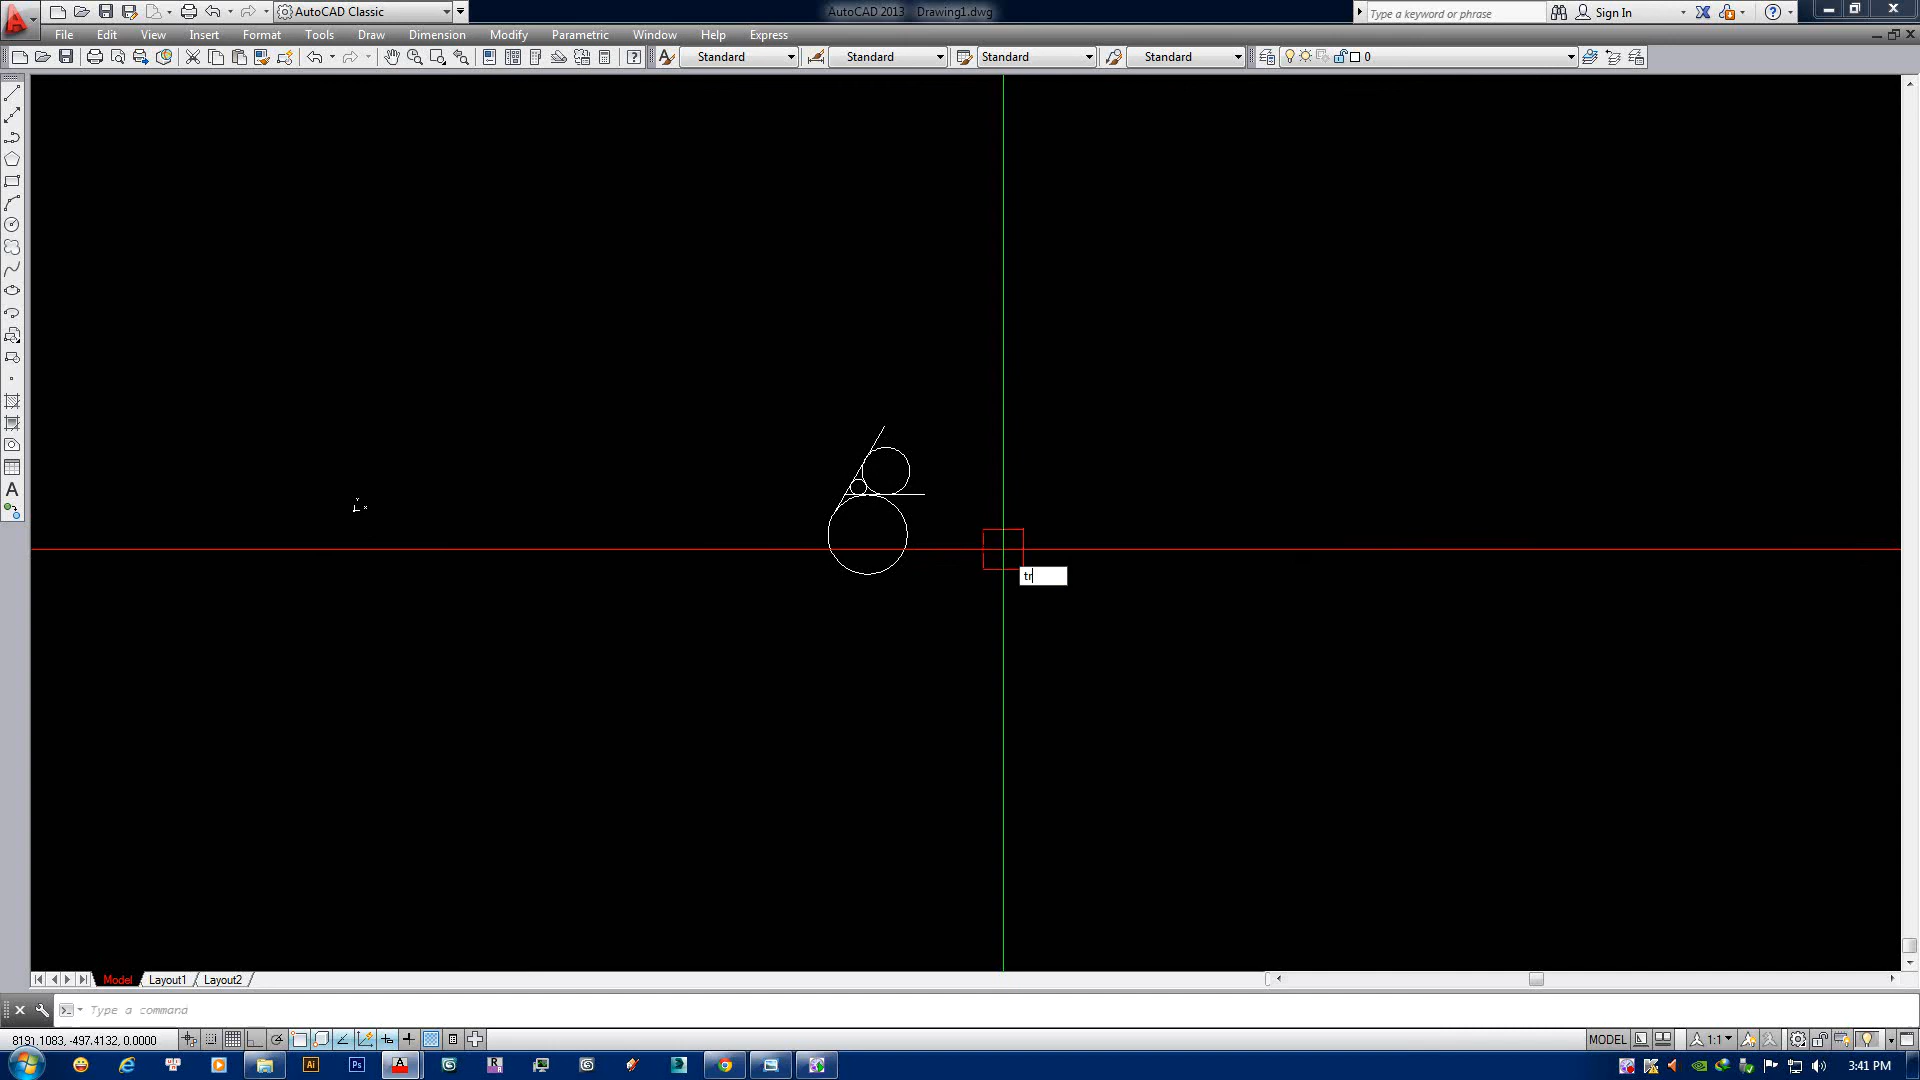 AutoCAD Classic
AutoCAD 2013 Drawing1.dwg
Type a keyword or phrase
Sign In
File Edit View Insert Format Tools Draw Dimension Modify Parametric Window Help Express
Standard Standard Standard Standard 0
A
tr
Model Layout1 Layout2
Type a command
8191.1083, -497.4132, 0.0000 MODEL 1:1
Ai Ps 3:41 PM